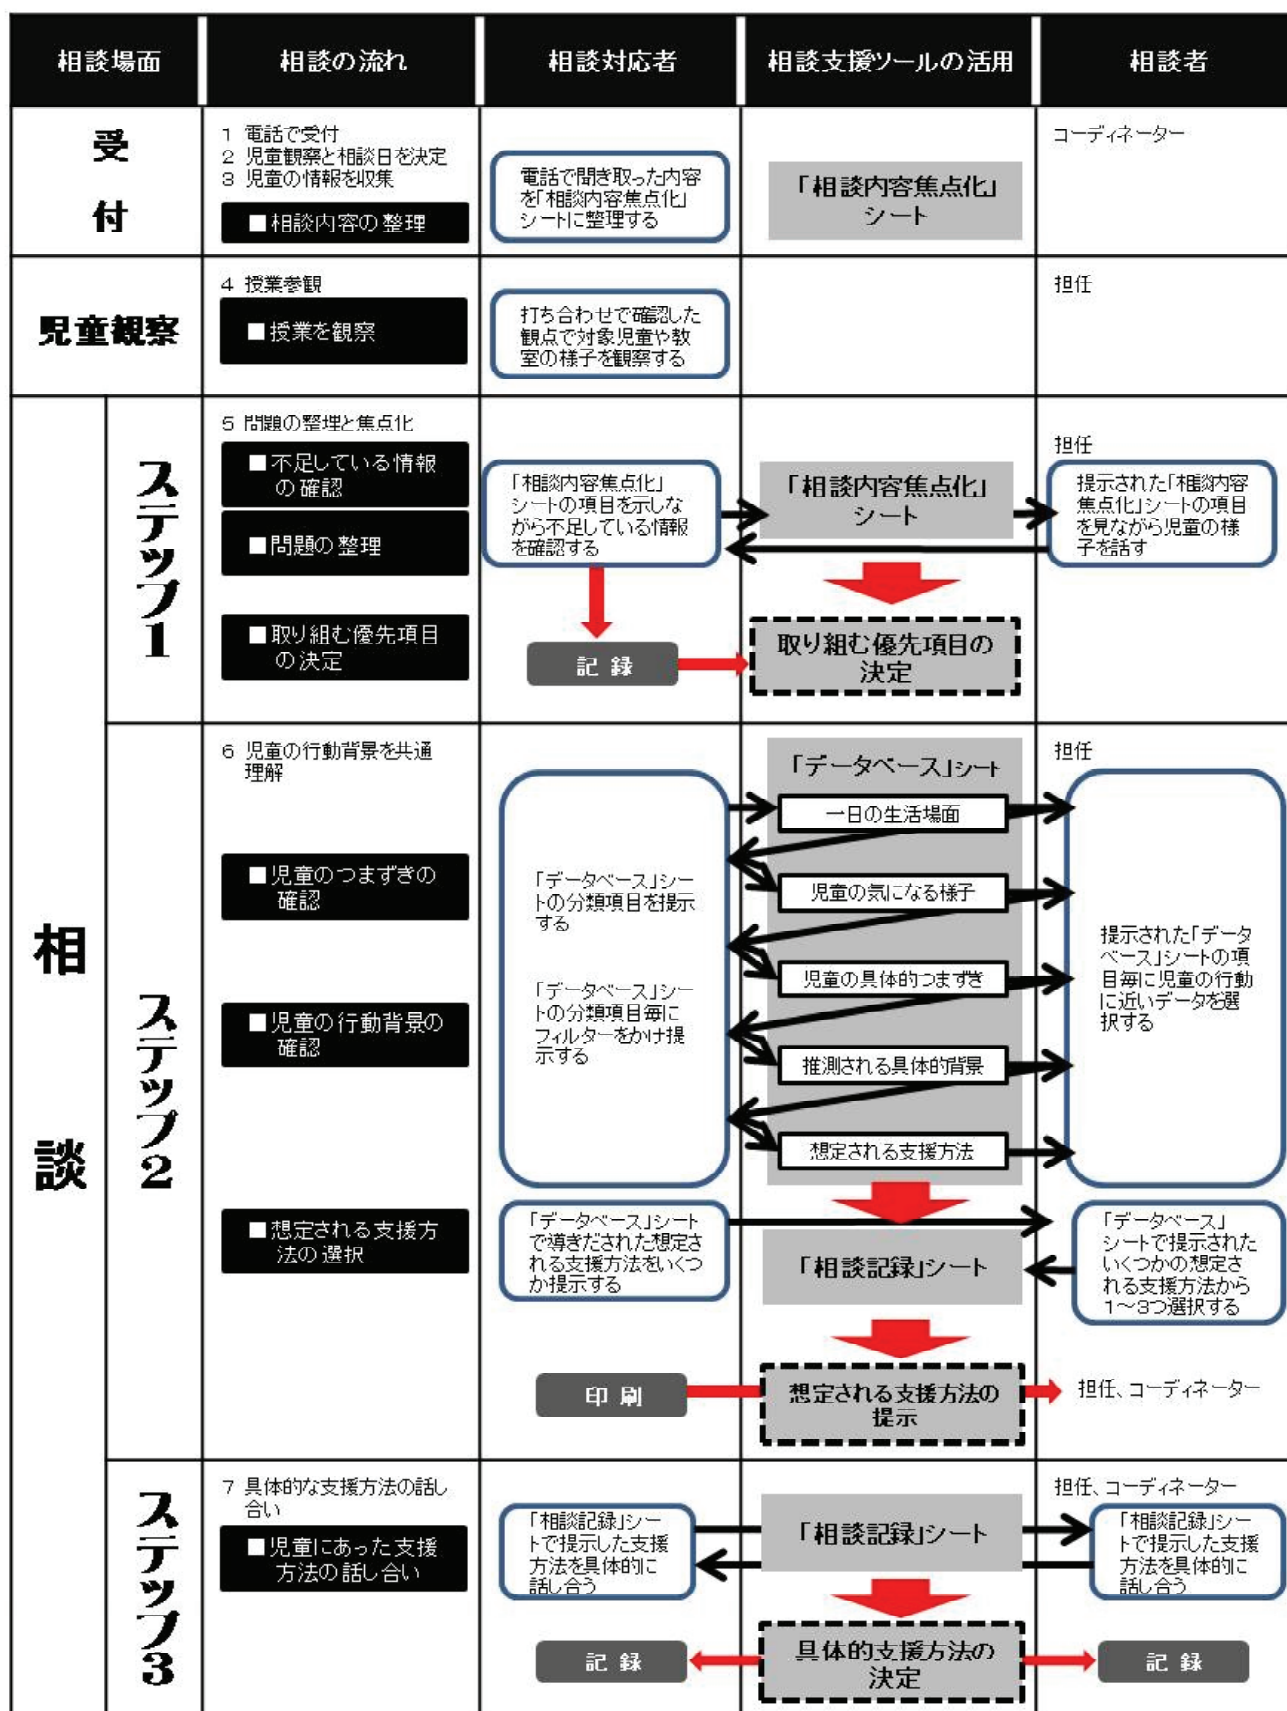 相談場面
相談の流れ
相談対応者
相談支援ツールの活用
相談者
受
付
1 電話で受付
2 児童観察と相談日を決定
3 児童の情報を収集
■相談内容の整理
電話で聞き取った内容
を「相談内容焦点化」
シートに整理する
「相談内容焦点化」
シート
コーディネーター
児童観察
4 授業参観
■授業を観察
打ち合わせで確認した
観点で対象児童や教
室の様子を観察する
担任
相
談
ステップ1
5 問題の整理と焦点化
■不足している情報
の確認
■問題の整理
■取り組む優先項目
の決定
「相談内容焦点化」
シートの項目を示しな
がら不足している情報
を確認する
記 録
「相談内容焦点化」
シート
取り組む優先項目の
決定
担任
提示された「相談内容
焦点化」シートの項目
を見ながら児童の様
子を話す
ステップ2
6 児童の行動背景を共通
理解
■児童のつまずきの
確認
■児童の行動背景の
確認
■想定される支援方
法の選択
「データベース」シー
トの分類項目を提示
する
「データベース」シー
トの分類項目毎に
フィルターをかけ提
示する
「データベース」シート
で導きだされた想定さ
れる支援方法をいくつ
か提示する
印 刷
「データベース」シート
一日の生活場面
児童の気になる様子
児童の具体的つまずき
推測される具体的背景
想定される支援方法
「相談記録」シート
想定される支援方法の
提示
担任
提示された「データ
ベース」シートの項
目毎に児童の行動
に近いデータを選
択する
「データベース」
シートで提示された
いくつかの想定さ
れる支援方法から
1～3つ選択する
担任、コーディネーター
ステップ3
7 具体的な支援方法の話し
合い
■児童にあった支援
方法の話し合い
「相談記録」シー
トで提示した支援
方法を具体的に
話し合う
記 録
「相談記録」シート
具体的支援方法の
決定
担任、コーディネーター
「相談記録」シー
トで提示した支援
方法を具体的に
話し合う
記 録